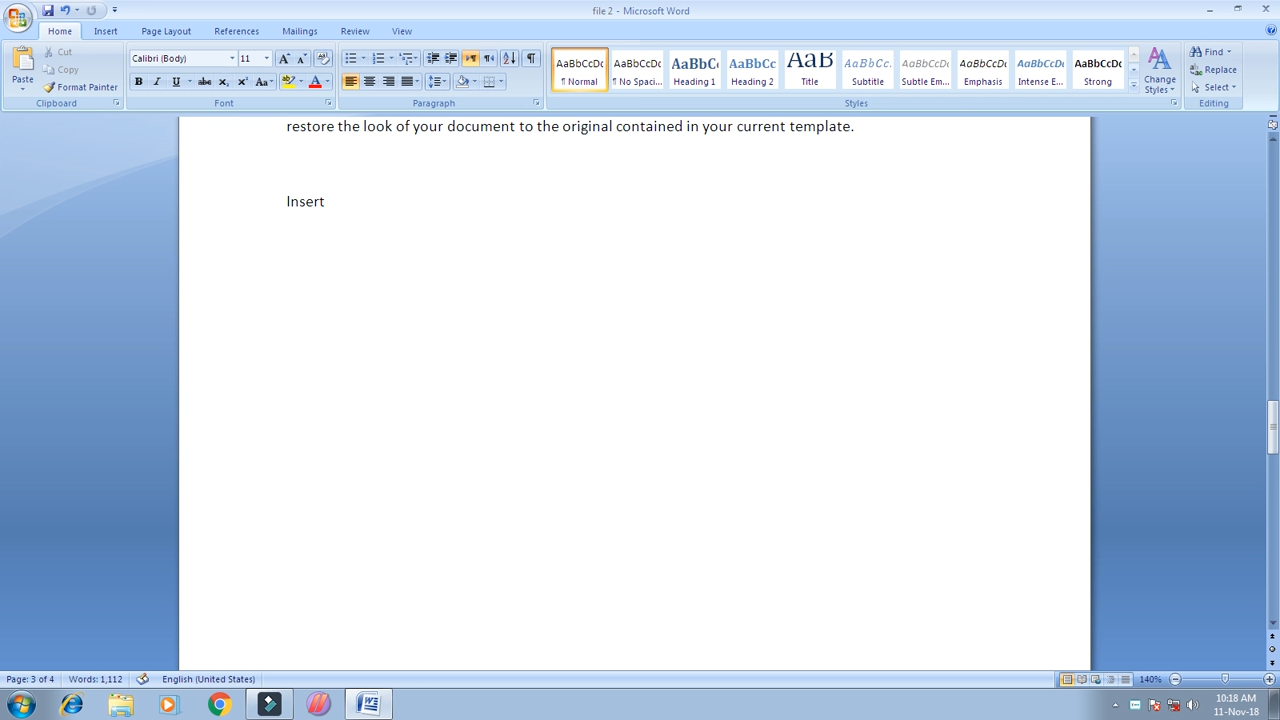 file 2 - Microsoft Word
Home Insert Page Layout References Mailings Review View
Paste
Cut
Copy
Format Painter
Clipboard
Calibri (Body) 11
Font
Paragraph
AaBbCcDc AaBbCcDc AaBbC AaBbCc AaB AaBbCc. AaBbCcDc AaBbCcDc AaBbCcDc AaBbCcDc
¶ Normal ¶ No Spaci... Heading 1 Heading 2 Title Subtitle Subtle Em... Emphasis Intense E... Strong
Change Styles
Styles
Find
Replace
Select
Editing
restore the look of your document to the original contained in your current template.
Insert
Page: 3 of 4 Words: 1,112 English (United States) 140%
10:18 AM
11-Nov-18